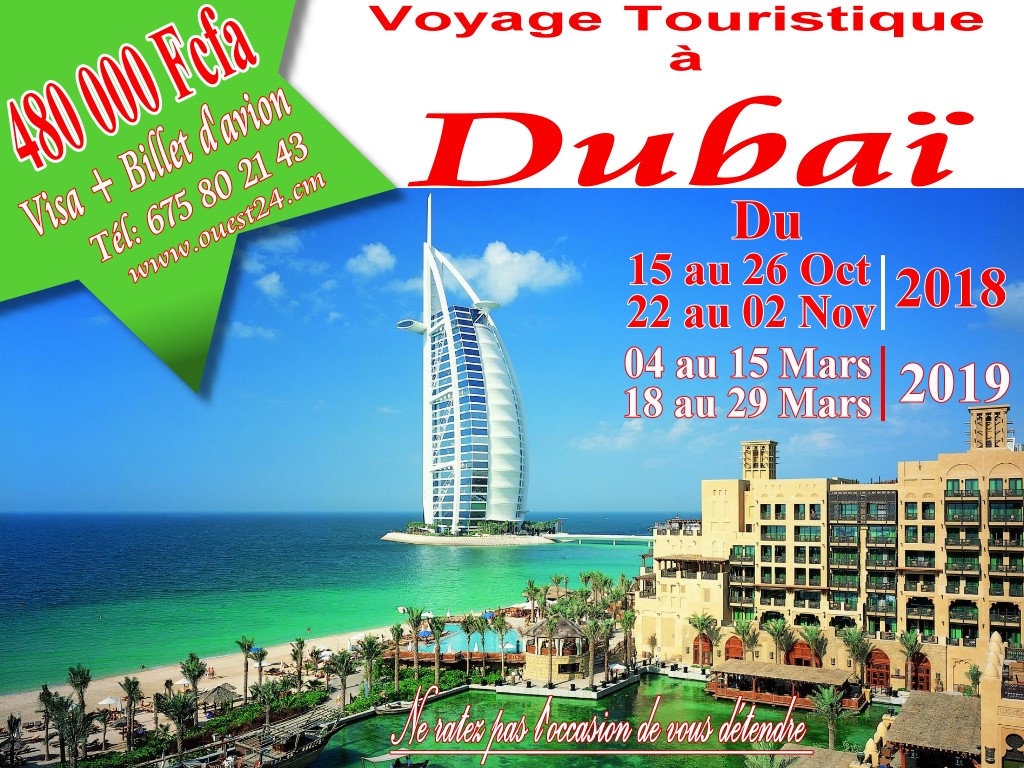 480 000 Fcfa
Visa + Billet d'avion
Tél: 675 80 21 43
www.ouest24.cm
Voyage Touristique
à
Dubaï
Du
15 au 26 Oct
22 au 02 Nov
2018
04 au 15 Mars
18 au 29 Mars
2019
Ne ratez pas l'occasion de vous détendre